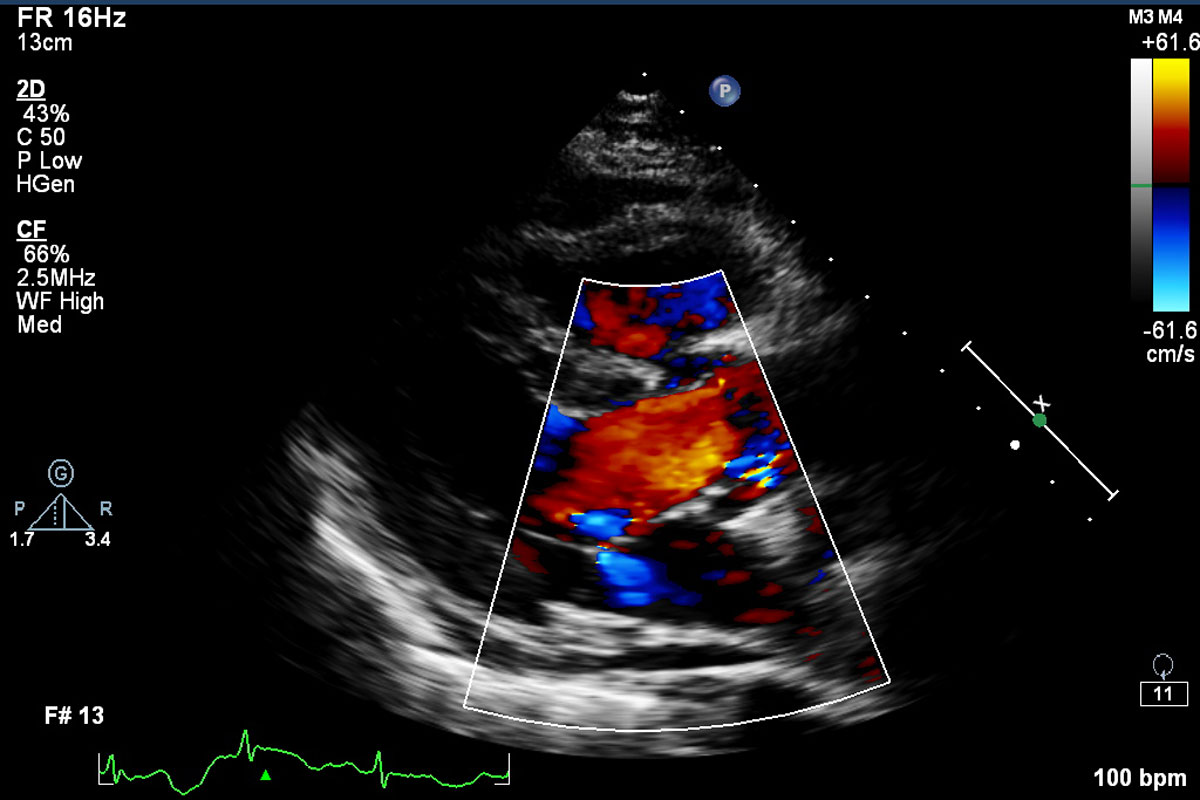 FR 16Hz
13cm
2D
43%
C 50
P Low
HGen
CF
66%
2.5MHz
WF High
Med
P
M3 M4
+61.6
-61.6
cm/s
X
G
P R
1.7 3.4
F# 13
11
100 bpm